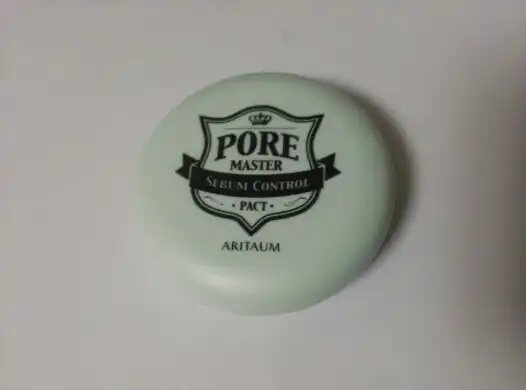 PORE
MASTER
SEBUM CONTROL
• PACT •
ARITAUM